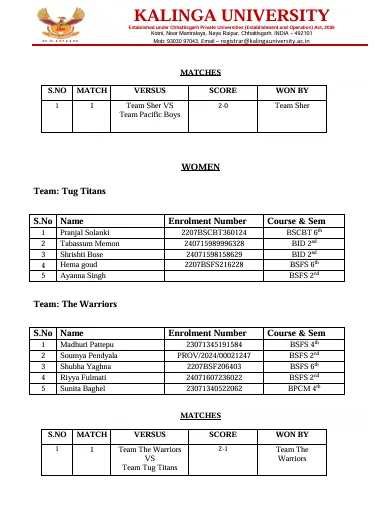 KALINGA UNIVERSITY
Established under Chhattisgarh Private Universities (Establishment and Operation) Act, 2005
Kotni, Near Mantralaya, Naya Raipur, Chhattisgarh, INDIA – 492101
Mob: 93030 97043, Email – registrar@kalingauniversity.ac.in
RAIPUR
MATCHES
S.NO MATCH VERSUS SCORE WON BY
1 1 Team Sher VS 2-0 Team Sher
Team Pacific Boys
WOMEN
Team: Tug Titans
S.No Name Enrolment Number Course & Sem
1 Pranjal Solanki 2207BSCBT360124 BSCBT 6th
2 Tabassum Memon 240715989996328 BID 2nd
3 Shrishti Bose 24071598158629 BID 2nd
4 Hema goud 2207BSFS216228 BSFS 6th
5 Ayanna Singh BSFS 2nd
Team: The Warriors
S.No Name Enrolment Number Course & Sem
1 Madhuri Pattepu 23071345191584 BSFS 4th
2 Soumya Pendyala PROV/2024/00021247 BSFS 2nd
3 Shubha Yaghna 2207BSF206403 BSFS 6th
4 Riyya Fulmati 24071607236022 BSFS 2nd
5 Sunita Baghel 23071340522062 BPCM 4th
MATCHES
S.NO MATCH VERSUS SCORE WON BY
1 1 Team The Warriors 2-1 Team The
VS Warriors
Team Tug Titans